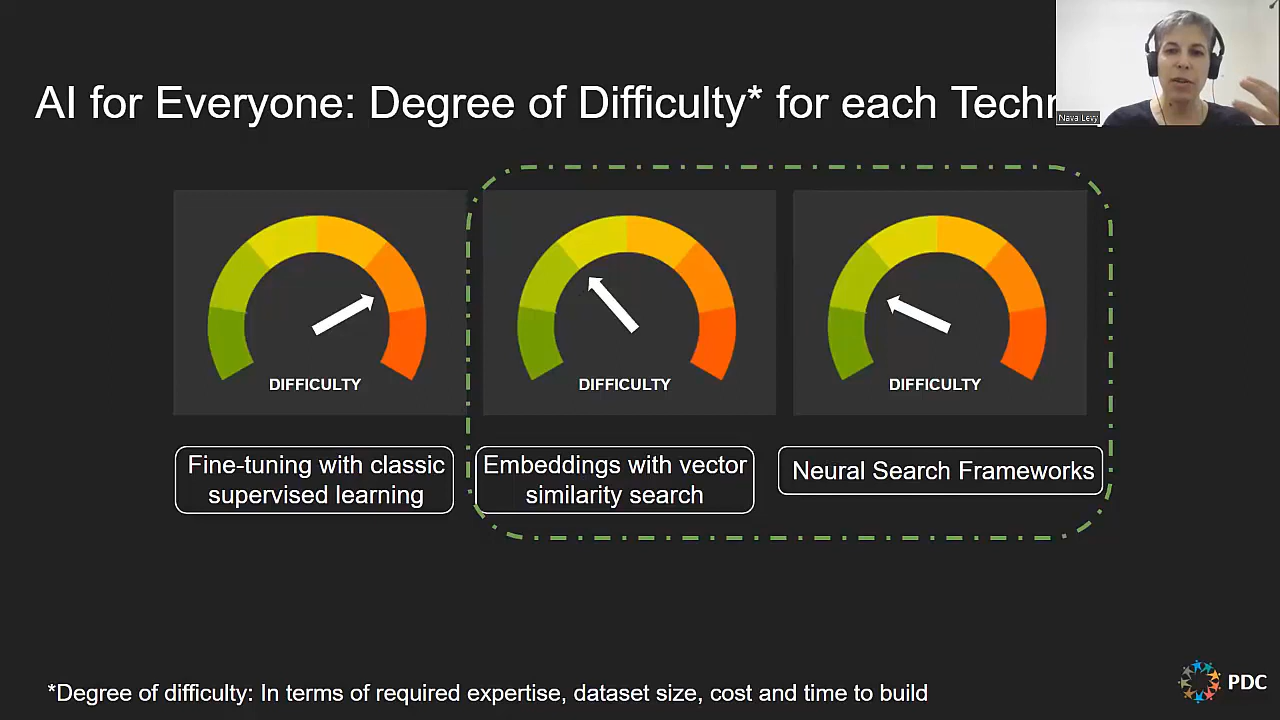 AI for Everyone: Degree of Difficulty* for each
Nava Levy
DIFFICULTY
DIFFICULTY
DIFFICULTY
Fine-tuning with classic
supervised learning
Embeddings with vector
similarity search
Neural Search Frameworks
*Degree of difficulty: In terms of required expertise, dataset size, cost and time to build
PDC